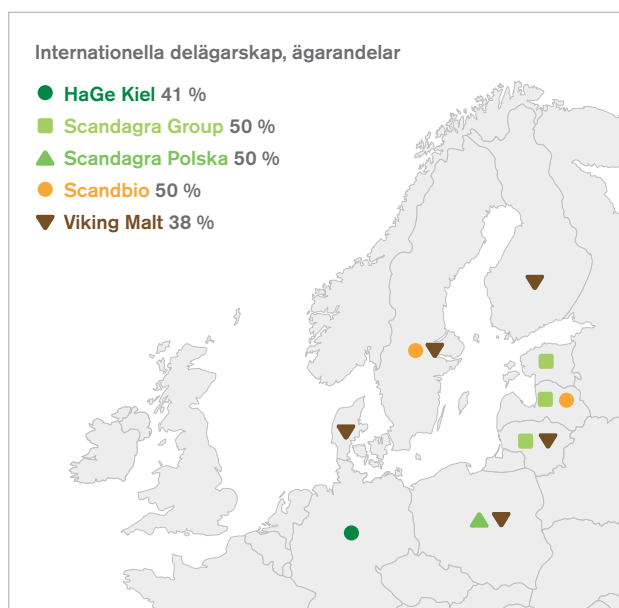 Internationella delägarskap, ägarandelar
HaGe Kiel 41 %
Scandagra Group 50 %
Scandagra Polska 50 %
Scandbio 50 %
Viking Malt 38 %